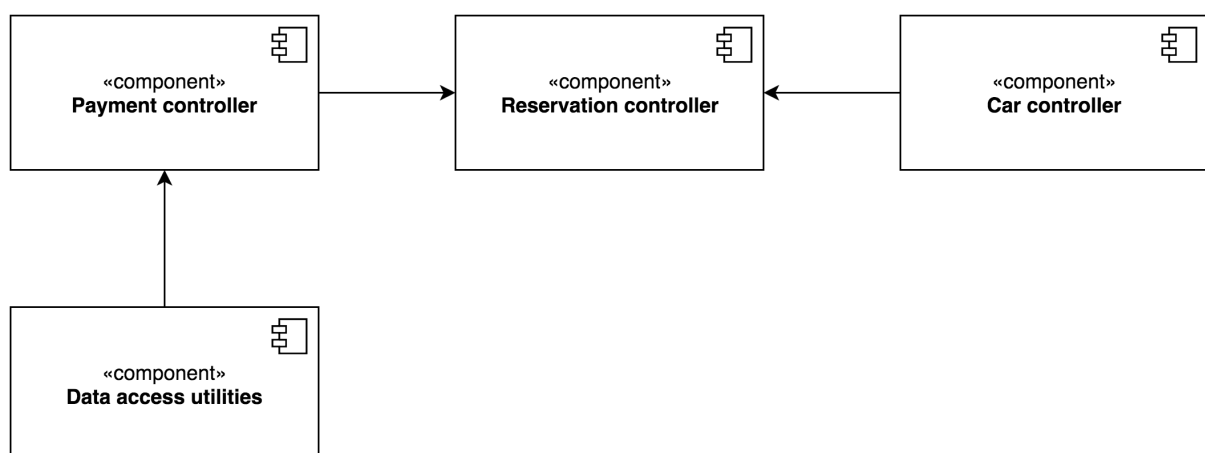 «component»
Payment controller
«component»
Reservation controller
«component»
Car controller
«component»
Data access utilities